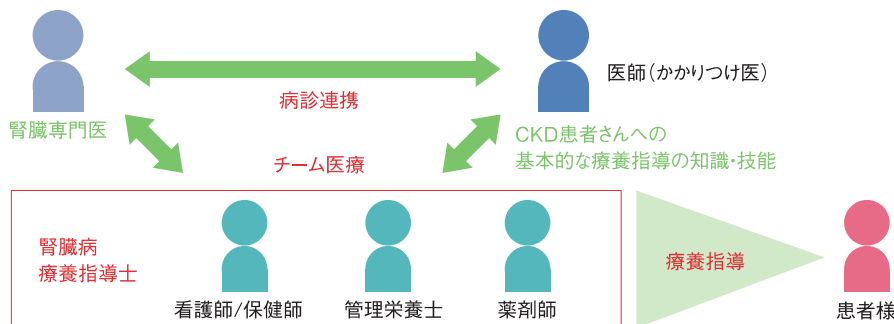 医師（かかりつけ医）
病診連携
腎臓専門医
CKD患者さんへの
基本的な療養指導の知識・技能
チーム医療
腎臓病
療養指導士
療養指導
看護師/保健師
管理栄養士
薬剤師
患者様